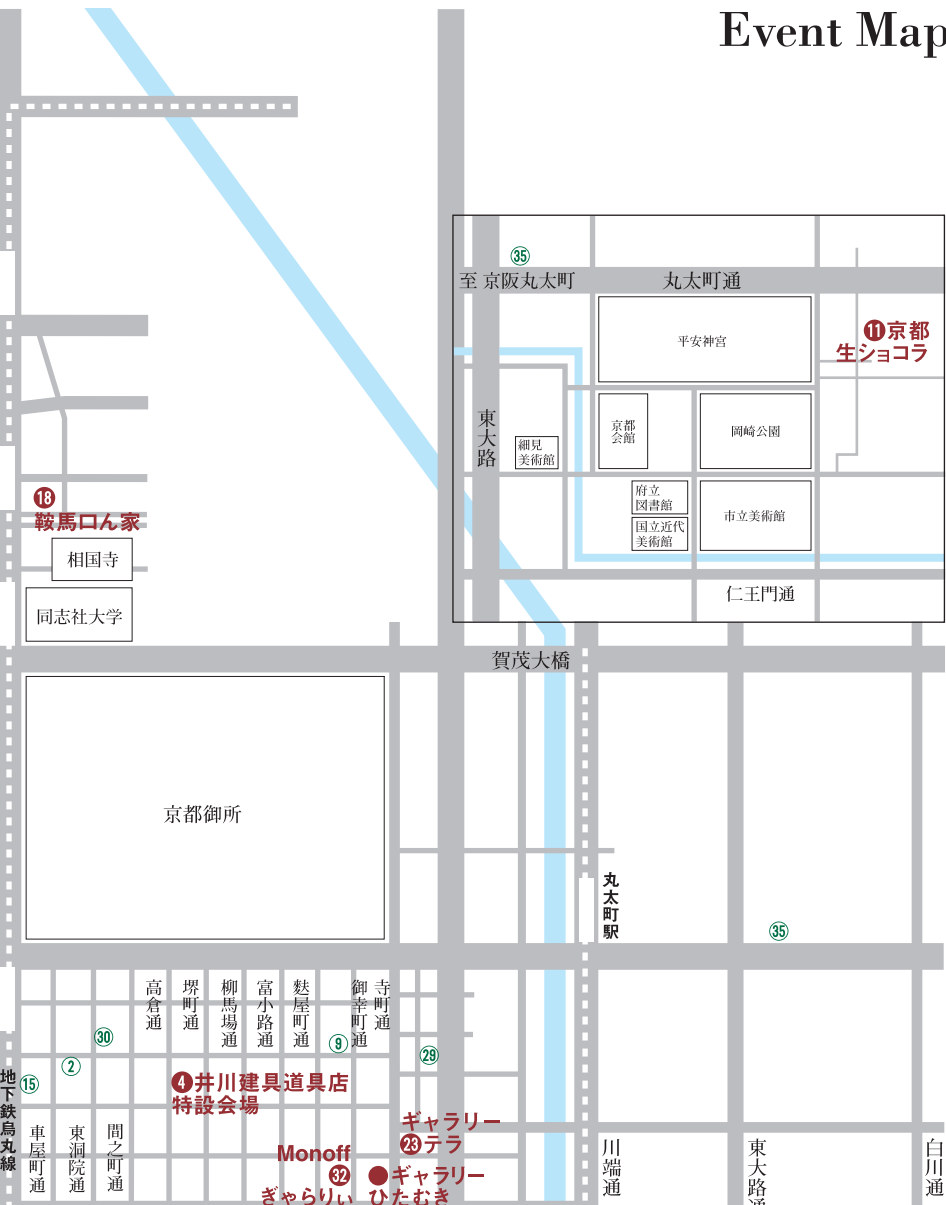 Event Map
㉟
至 京阪丸太町
丸太町通
平安神宮
⓫京都
生ショコラ
東大路
京都
会館
岡崎公園
細見
美術館
府立
図書館
国立近代
美術館
市立美術館
仁王門通
⓲
鞍馬口ん家
相国寺
同志社大学
賀茂大橋
京都御所
丸太町駅
㉟
高倉通
堺町通
柳馬場通
富小路通
麩屋町通
御幸町通
寺町通
㉚
⑨
②
㉙
⑮
地下鉄烏丸線
❹井川建具道具店
特設会場
車屋町通
東洞院通
間之町通
ギャラリー
㉓テラ
Monoff
㉜
ぎゃらりぃ
●ギャラリー
ひたむき
川端通
東大路通
白川通